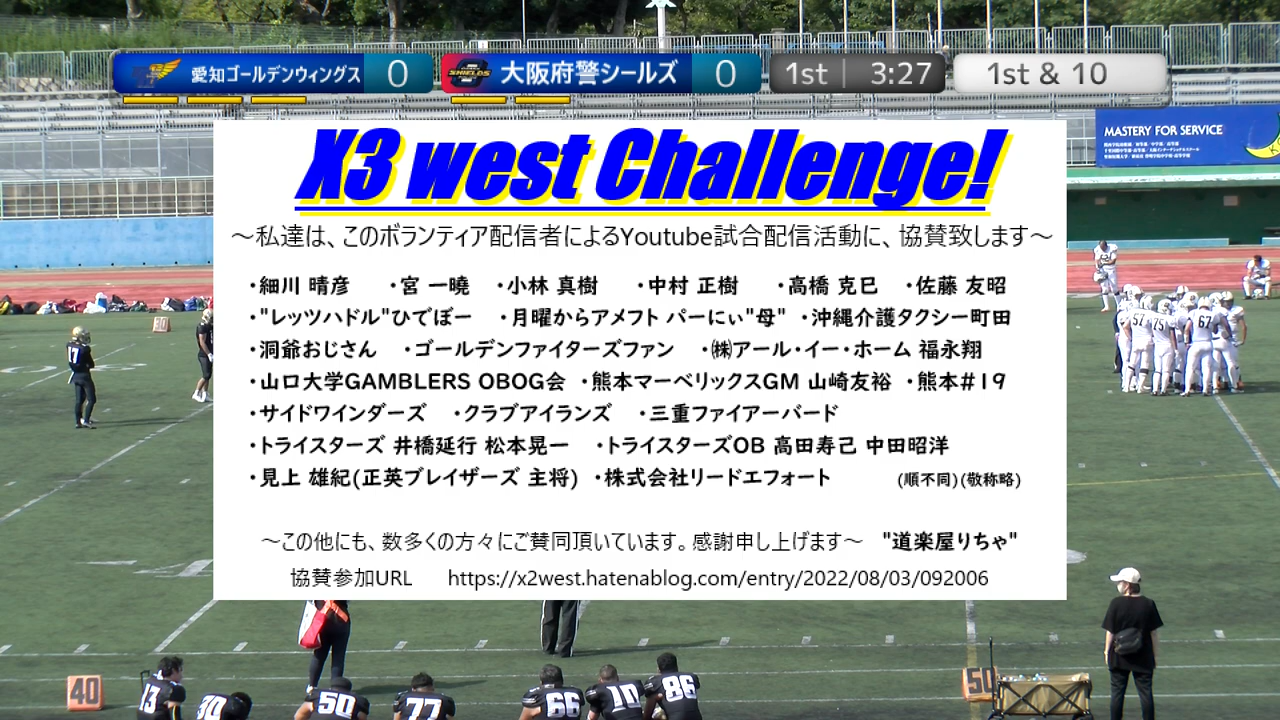 愛知ゴールデンウィングス 0 大阪府警シールズ 0 1st 3:27 1st & 10
MASTERY FOR SERVICE
X3 west Challenge!
～私達は、このボランティア配信者によるYoutube試合配信活動に、協賛致します～
・細川 晴彦 ・宮 一曉 ・小林 真樹 ・中村 正樹 ・高橋 克巳 ・佐藤 友昭
・"レッツハドル"ひでぼー ・月曜からアメフト パーにぃ"母" ・沖縄介護タクシー町田
・洞爺おじさん ・ゴールデンファイターズファン ・㈱アール・イー・ホーム 福永翔
・山口大学GAMBLERS OBOG会 ・熊本マーベリックスGM 山崎友裕 ・熊本#19
・サイドワインダーズ ・クラブアイランズ ・三重ファイアーバード
・トライスターズ 井橋延行 松本晃一 ・トライスターズOB 高田寿己 中田昭洋
・見上 雄紀(正英ブレイザーズ 主将) ・株式会社リードエフォート (順不同)(敬称略)
～この他にも、数多くの方々にご賛同頂いています。感謝申し上げます～ "道楽屋りちゃ"
協賛参加URL https://x2west.hatenablog.com/entry/2022/08/03/092006
30
17
57 75 67
40 50
13 50 77 66 10 86